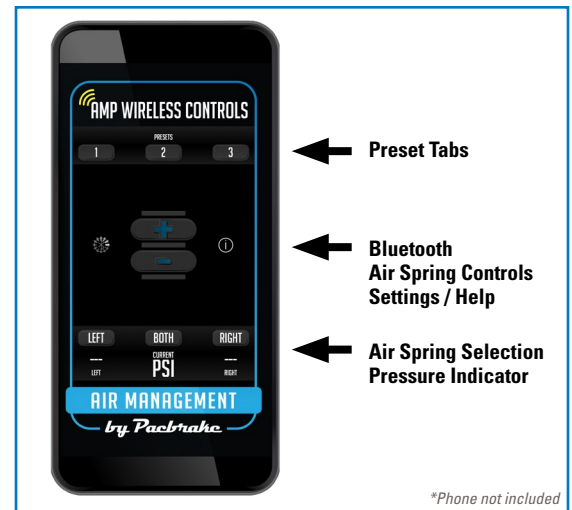 AMP WIRELESS CONTROLS
PRESETS
1 2 3
Preset Tabs
+
-
i
Bluetooth
Air Spring Controls
Settings / Help
LEFT BOTH RIGHT
--- CURRENT ---
LEFT PSI RIGHT
Air Spring Selection
Pressure Indicator
AIR MANAGEMENT
by Pacbrake
*Phone not included